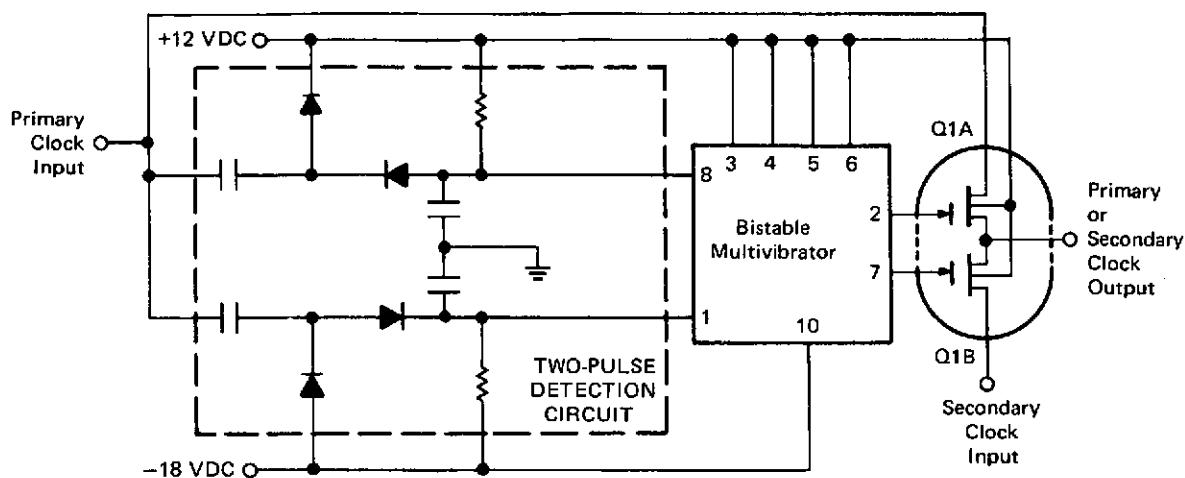 +12 VDC
Primary
Clock
Input
3 4 5 6
8
Bistable
Multivibrator
2
7
1
10
Q1A
Primary
or
Secondary
Clock
Output
TWO-PULSE
DETECTION
CIRCUIT
Q1B
Secondary
Clock
Input
−18 VDC